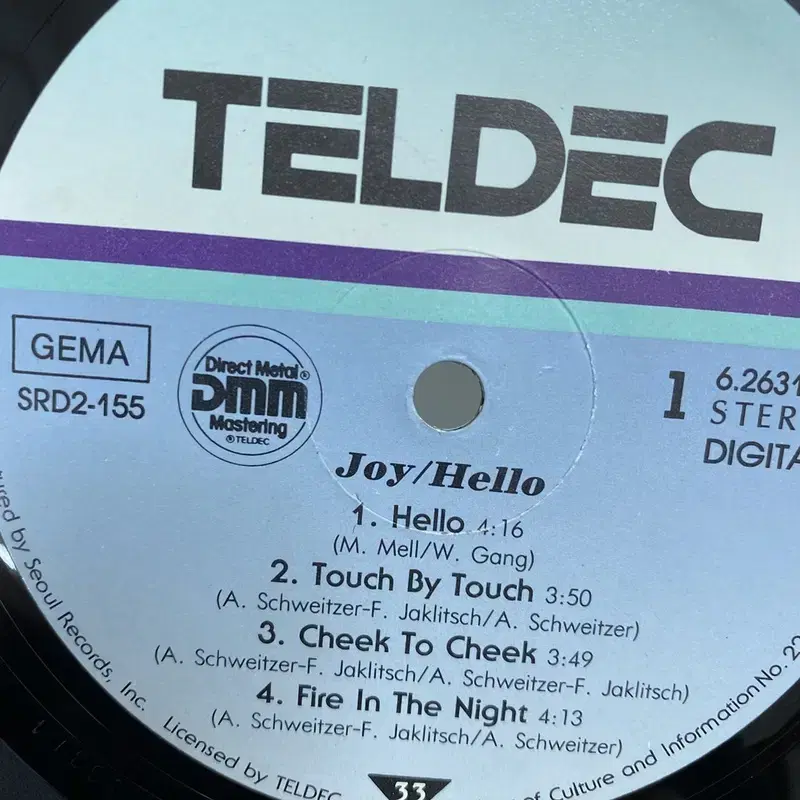 TELDEC
GEMA
SRD2-155
Direct Metal®
DMM
Mastering
®TELDEC
1
6.2631
STER
DIGITA
Joy/Hello
1. Hello 4:16
(M. Mell/W. Gang)
2. Touch By Touch 3:50
(A. Schweitzer-F. Jaklitsch/A. Schweitzer)
3. Cheek To Cheek 3:49
(A. Schweitzer-F. Jaklitsch/A. Schweitzer-F. Jaklitsch)
4. Fire In The Night 4:13
(A. Schweitzer-F. Jaklitsch/A. Schweitzer)
33
ured by Seoul Records, Inc. Licensed by TELDEC
of Culture and Information No. 22